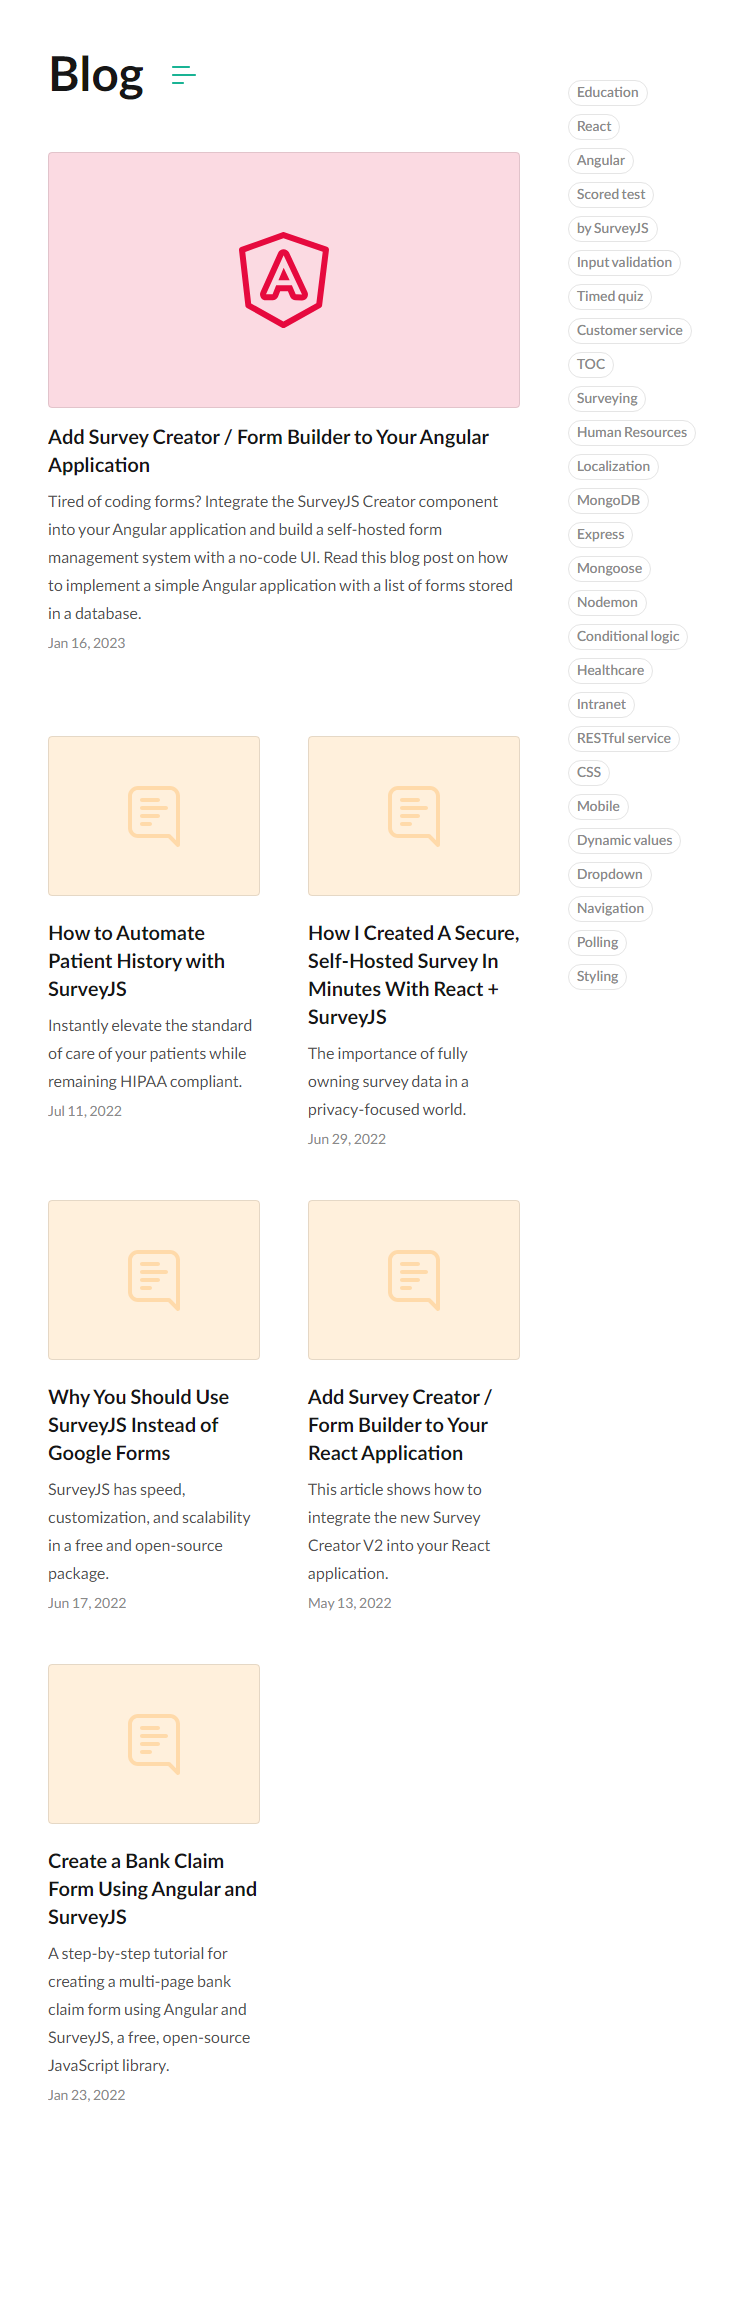 Blog
Add Survey Creator / Form Builder to Your Angular
Application
Tired of coding forms? Integrate the SurveyJS Creator component
into your Angular application and build a self-hosted form
management system with a no-code UI. Read this blog post on how
to implement a simple Angular application with a list of forms stored
in a database.
Jan 16, 2023
How to Automate
Patient History with
SurveyJS
Instantly elevate the standard
of care of your patients while
remaining HIPAA compliant.
Jul 11, 2022
How I Created A Secure,
Self-Hosted Survey In
Minutes With React +
SurveyJS
The importance of fully
owning survey data in a
privacy-focused world.
Jun 29, 2022
Why You Should Use
SurveyJS Instead of
Google Forms
SurveyJS has speed,
customization, and scalability
in a free and open-source
package.
Jun 17, 2022
Add Survey Creator /
Form Builder to Your
React Application
This article shows how to
integrate the new Survey
Creator V2 into your React
application.
May 13, 2022
Create a Bank Claim
Form Using Angular and
SurveyJS
A step-by-step tutorial for
creating a multi-page bank
claim form using Angular and
SurveyJS, a free, open-source
JavaScript library.
Jan 23, 2022
Education
React
Angular
Scored test
by SurveyJS
Input validation
Timed quiz
Customer service
TOC
Surveying
Human Resources
Localization
MongoDB
Express
Mongoose
Nodemon
Conditional logic
Healthcare
Intranet
RESTful service
CSS
Mobile
Dynamic values
Dropdown
Navigation
Polling
Styling